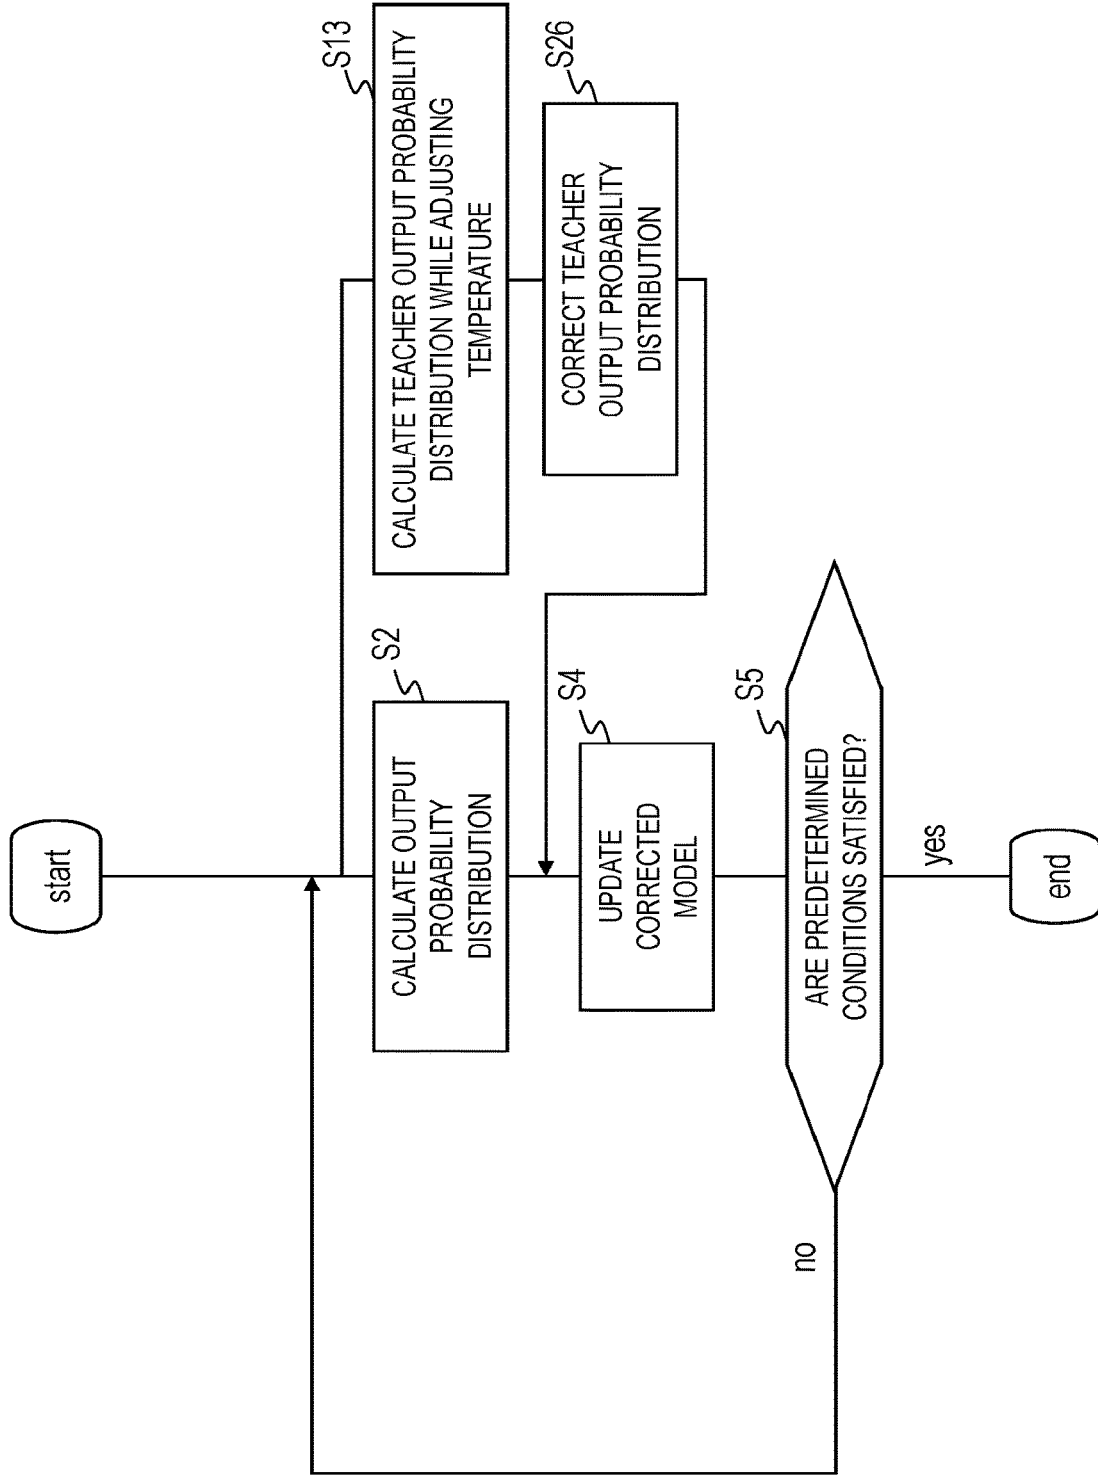 start
S13
CALCULATE TEACHER OUTPUT PROBABILITY
DISTRIBUTION WHILE ADJUSTING
TEMPERATURE
S2
CALCULATE OUTPUT
PROBABILITY
DISTRIBUTION
S26
CORRECT TEACHER
OUTPUT PROBABILITY
DISTRIBUTION
S4
UPDATE
CORRECTED
MODEL
S5
ARE PREDETERMINED
CONDITIONS SATISFIED?
no
yes
end